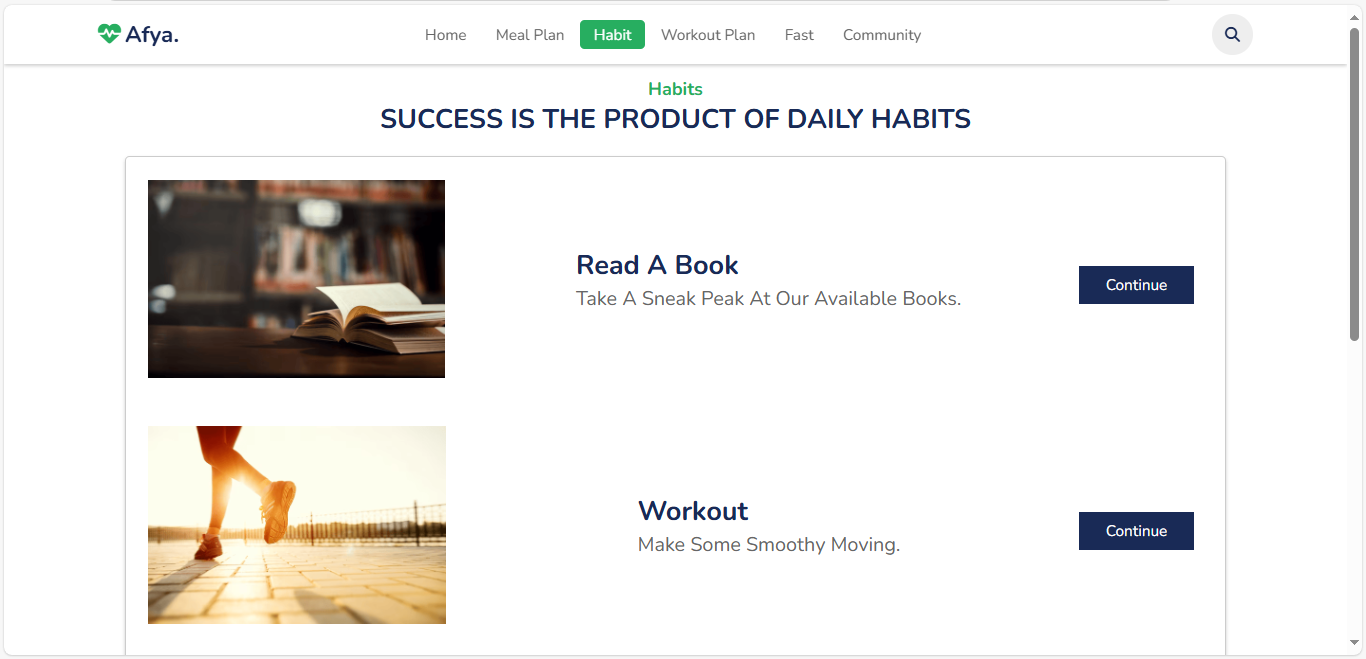 Afya.
Home Meal Plan Habit Workout Plan Fast Community
Habits
SUCCESS IS THE PRODUCT OF DAILY HABITS
Read A Book
Take A Sneak Peak At Our Available Books.
Continue
Workout
Make Some Smoothy Moving.
Continue